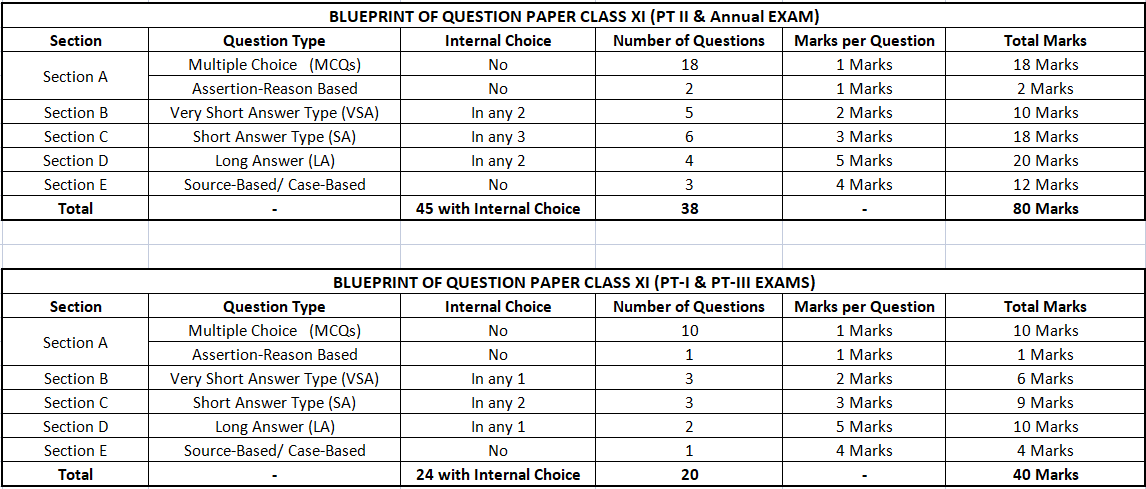 BLUEPRINT OF QUESTION PAPER CLASS XI (PT II & Annual EXAM)
Section Question Type Internal Choice Number of Questions Marks per Question Total Marks
Section A Multiple Choice (MCQs) No 18 1 Marks 18 Marks
Assertion-Reason Based No 2 1 Marks 2 Marks
Section B Very Short Answer Type (VSA) In any 2 5 2 Marks 10 Marks
Section C Short Answer Type (SA) In any 3 6 3 Marks 18 Marks
Section D Long Answer (LA) In any 2 4 5 Marks 20 Marks
Section E Source-Based/ Case-Based No 3 4 Marks 12 Marks
Total - 45 with Internal Choice 38 - 80 Marks
BLUEPRINT OF QUESTION PAPER CLASS XI (PT-I & PT-III EXAMS)
Section Question Type Internal Choice Number of Questions Marks per Question Total Marks
Section A Multiple Choice (MCQs) No 10 1 Marks 10 Marks
Assertion-Reason Based No 1 1 Marks 1 Marks
Section B Very Short Answer Type (VSA) In any 1 3 2 Marks 6 Marks
Section C Short Answer Type (SA) In any 2 3 3 Marks 9 Marks
Section D Long Answer (LA) In any 1 2 5 Marks 10 Marks
Section E Source-Based/ Case-Based No 1 4 Marks 4 Marks
Total - 24 with Internal Choice 20 - 40 Marks